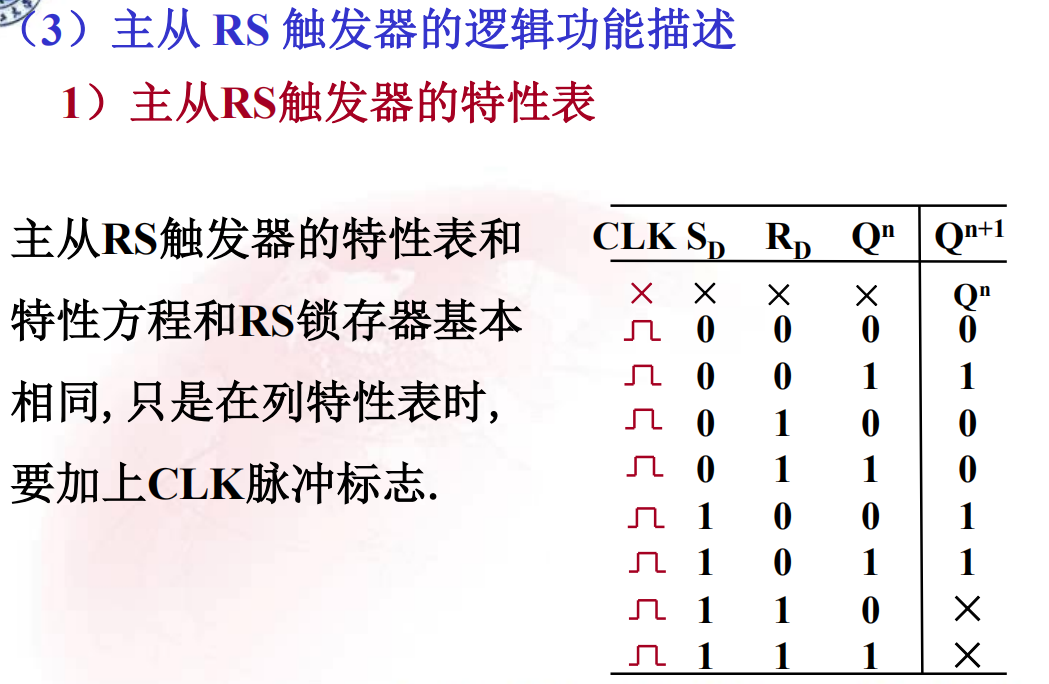 （3）主从 RS 触发器的逻辑功能描述
1）主从RS触发器的特性表
主从RS触发器的特性表和
特性方程和RS锁存器基本
相同, 只是在列特性表时,
要加上CLK脉冲标志.
CLK S_D R_D Qⁿ Qⁿ⁺¹
× × × × Qⁿ
0 0 0 0
0 0 1 1
0 1 0 0
0 1 1 0
1 0 0 1
1 0 1 1
1 1 0 ×
1 1 1 ×